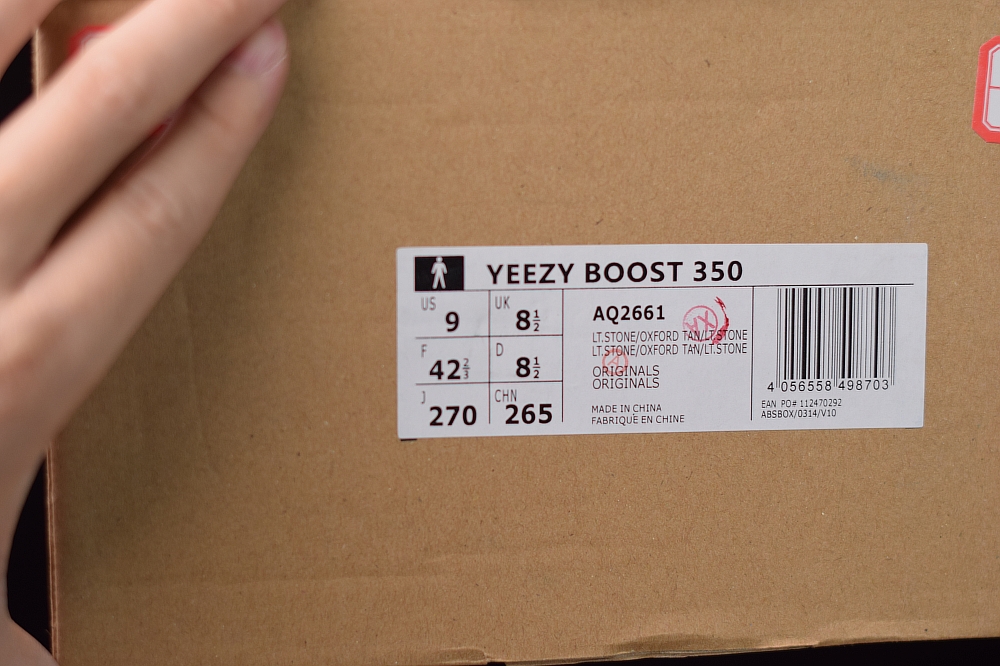 YEEZY BOOST 350
US 9 UK 8½
F 42⅔ D 8½
J 270 CHN 265
AQ2661
LT.STONE/OXFORD TAN/LT.STONE
LT.STONE/OXFORD TAN/LT.STONE
ORIGINALS
ORIGINALS
MADE IN CHINA
FABRIQUÉ EN CHINE
4 056558 498703
EAN PO# 112470292
ABSBOX/0314/V10